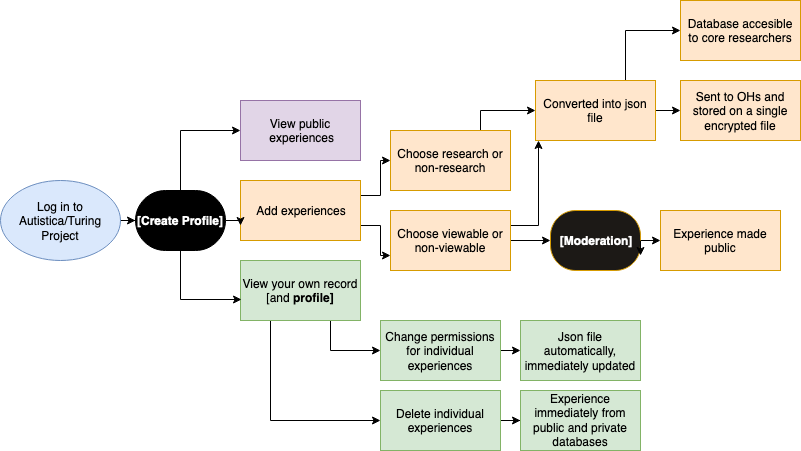 Database accesible
to core researchers
View public
experiences
Converted into json
file
Sent to OHs and
stored on a single
encrypted file
Choose research or
non-research
Log in to
Autistica/Turing
Project
[Create Profile]
Add experiences
Choose viewable or
non-viewable
[Moderation]
Experience made
public
View your own record
[and profile]
Change permissions
for individual
experiences
Json file
automatically,
immediately updated
Delete individual
experiences
Experience
immediately from
public and private
databases